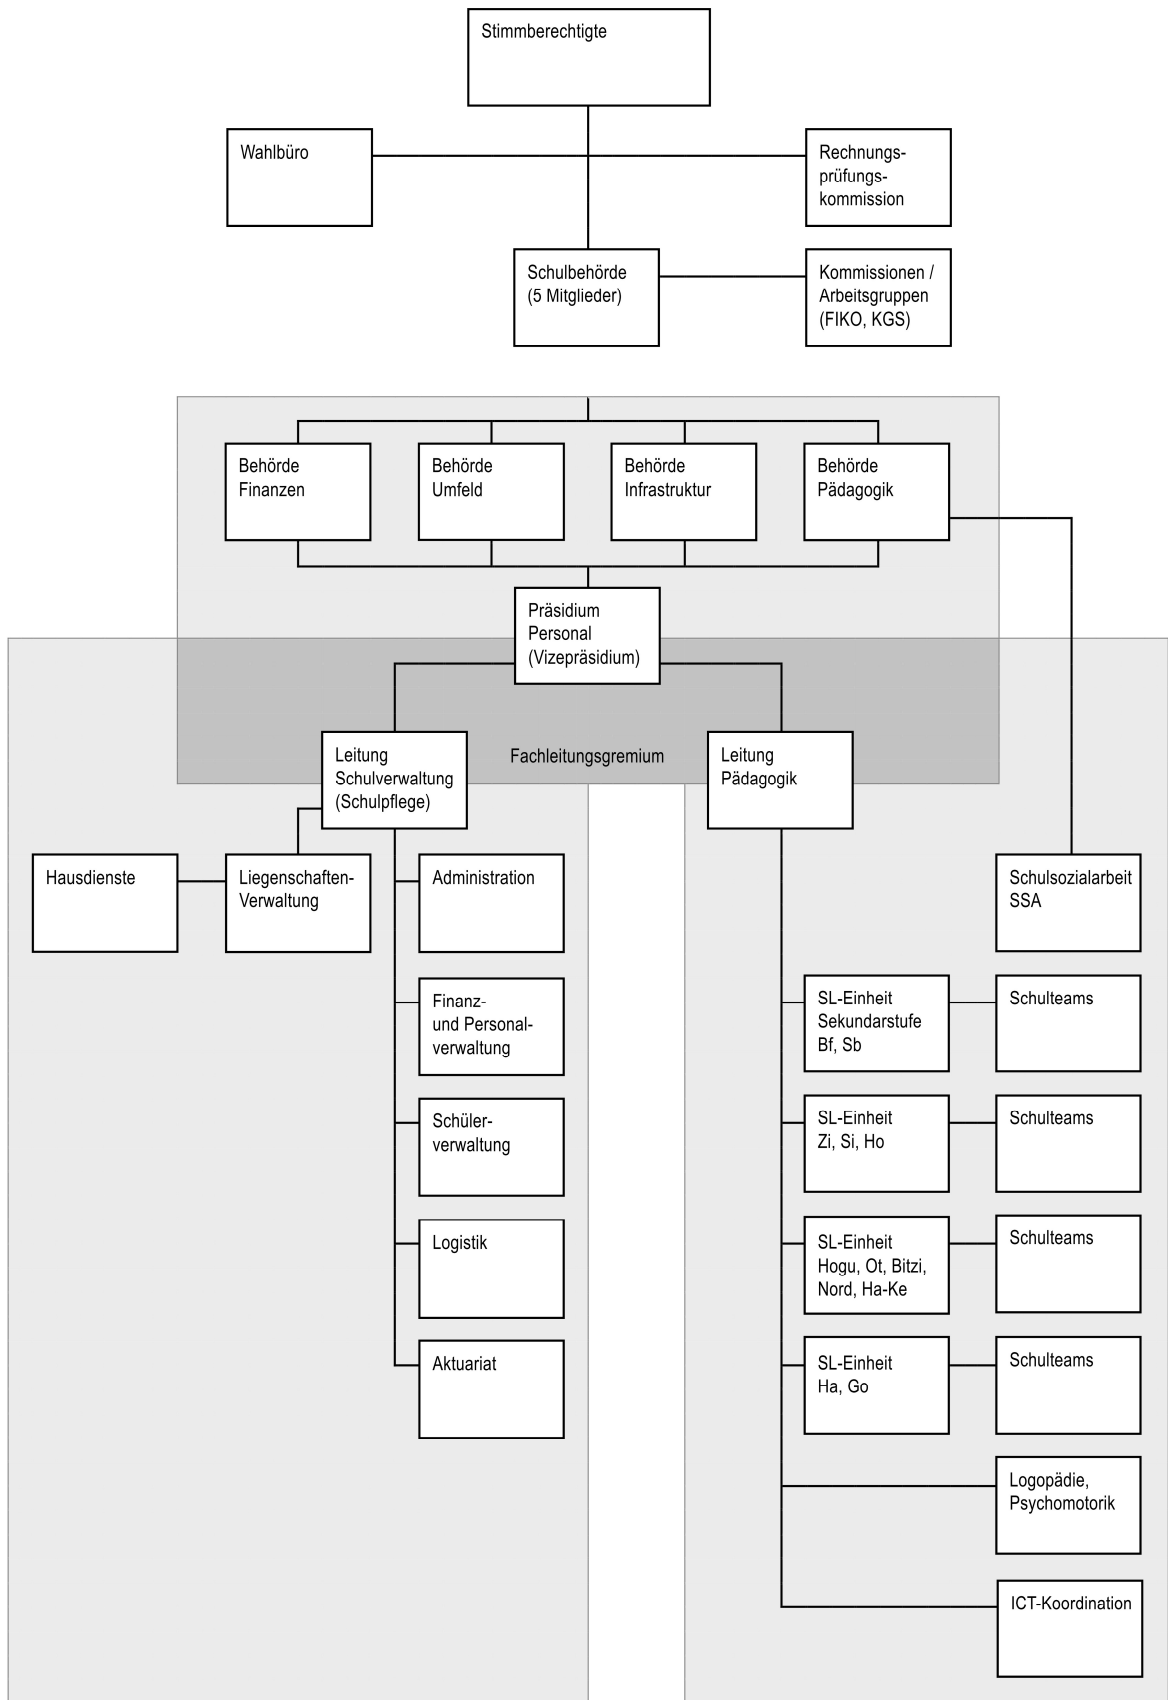 Stimmberechtigte
Wahlbüro
Rechnungs-
prüfungs-
kommission
Schulbehörde
(5 Mitglieder)
Kommissionen /
Arbeitsgruppen
(FIKO, KGS)
Behörde
Finanzen
Behörde
Umfeld
Behörde
Infrastruktur
Behörde
Pädagogik
Präsidium
Personal
(Vizepräsidium)
Leitung
Schulverwaltung
(Schulpflege)
Fachleitungsgremium
Leitung
Pädagogik
Hausdienste
Liegenschaften-
Verwaltung
Administration
Schulsozialarbeit
SSA
Finanz-
und Personal-
verwaltung
SL-Einheit
Sekundarstufe
Bf, Sb
Schulteams
Schüler-
verwaltung
SL-Einheit
Zi, Si, Ho
Schulteams
Logistik
SL-Einheit
Hogu, Ot, Bitzi,
Nord, Ha-Ke
Schulteams
Aktuariat
SL-Einheit
Ha, Go
Schulteams
Logopädie,
Psychomotorik
ICT-Koordination